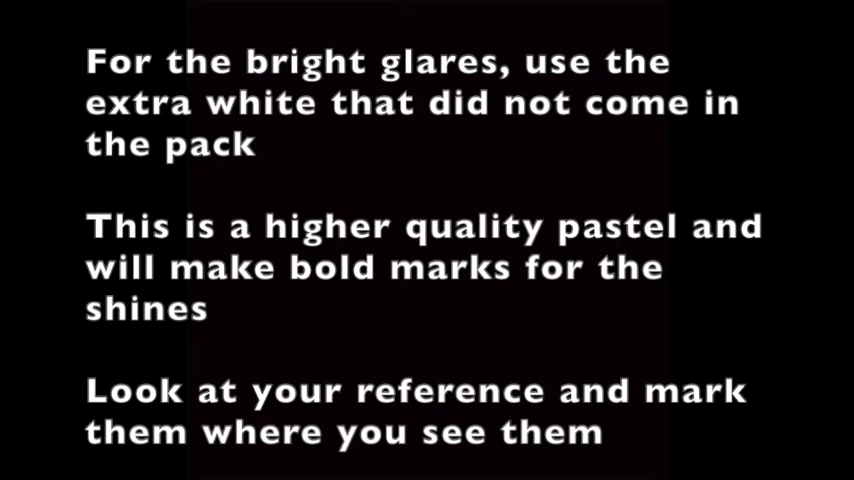 For the bright glares, use the
extra white that did not come in
the pack
This is a higher quality pastel and
will make bold marks for the
shines
Look at your reference and mark
them where you see them